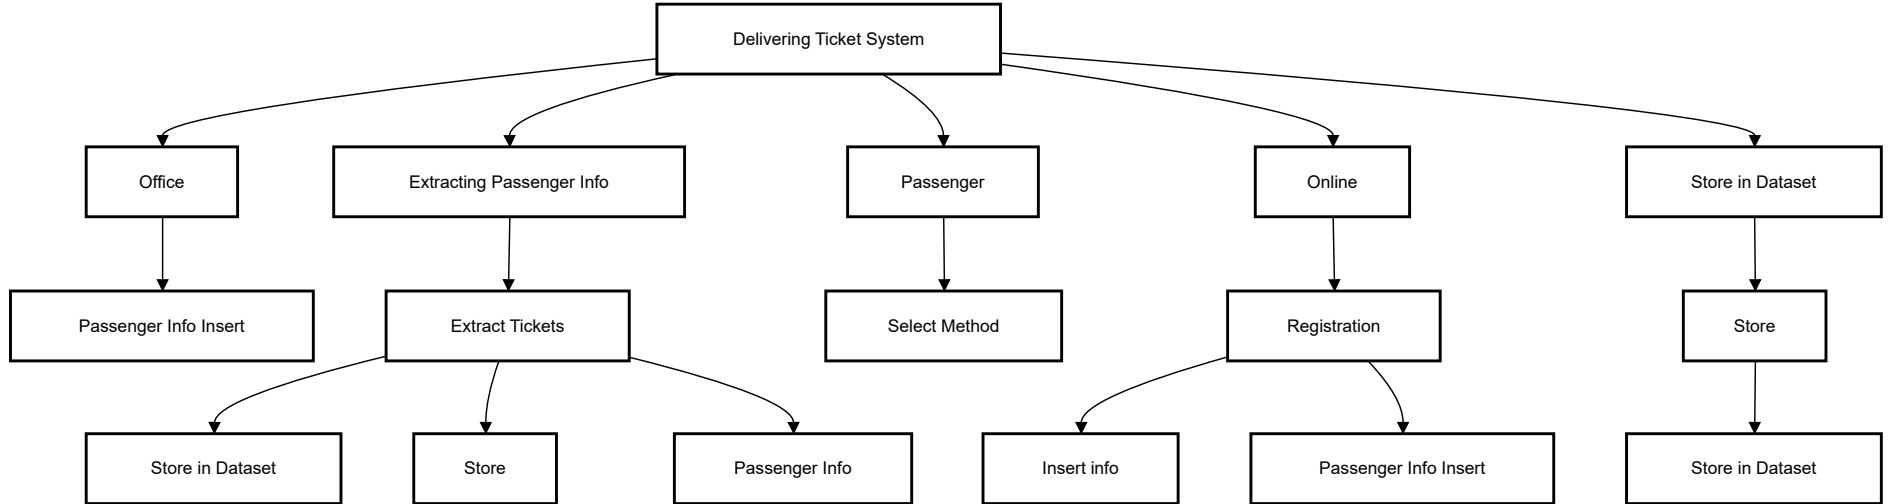 Delivering Ticket System
Office
Extracting Passenger Info
Passenger
Online
Store in Dataset
Passenger Info Insert
Extract Tickets
Select Method
Registration
Store
Store in Dataset
Store
Passenger Info
Insert info
Passenger Info Insert
Store in Dataset